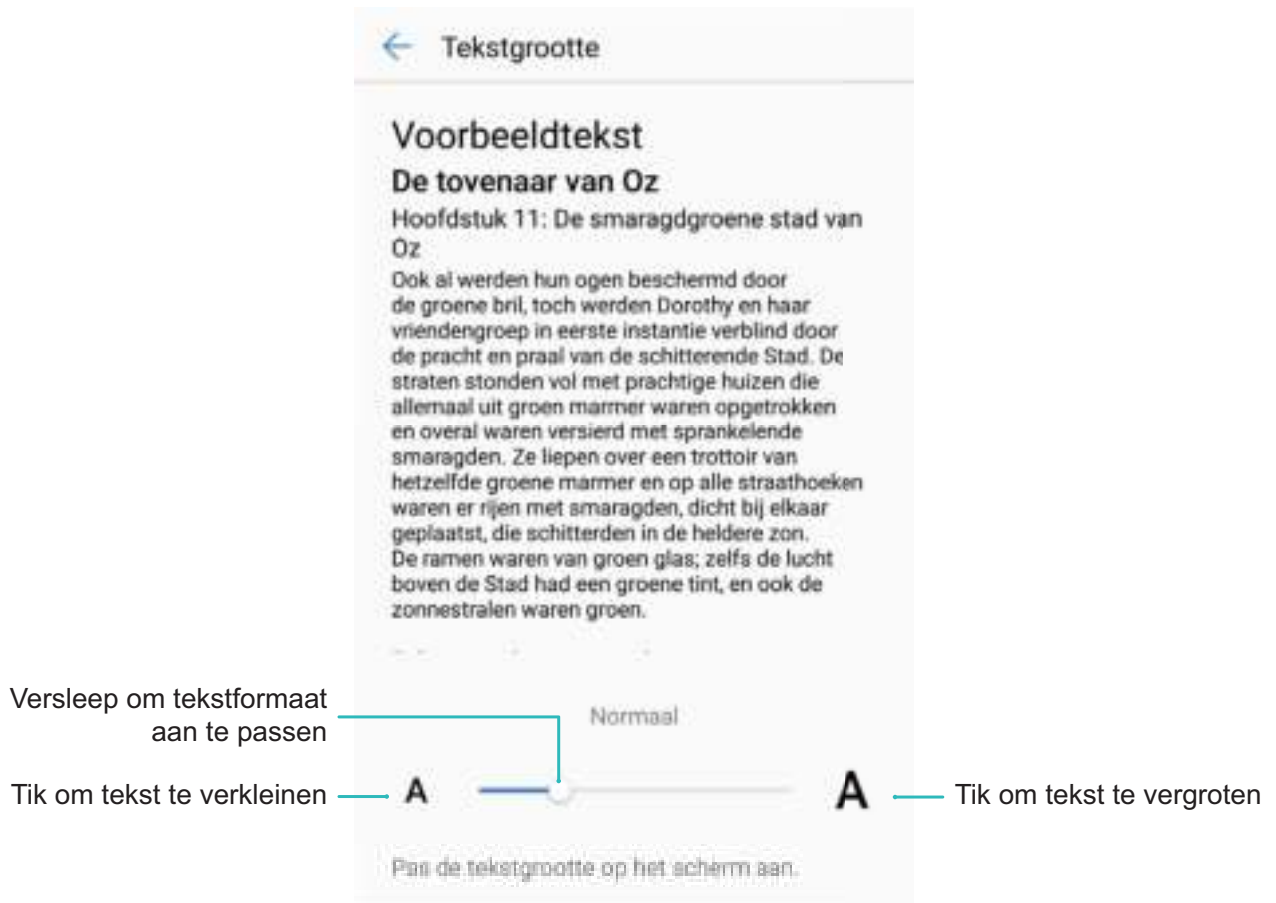 Tekstgrootte
Voorbeeldtekst
De tovenaar van Oz
Hoofdstuk 11: De smaragdgroene stad van
Oz
Ook al werden hun ogen beschermd door
de groene bril, toch werden Dorothy en haar
vriendengroep in eerste instantie verblind door
de pracht en praal van de schitterende Stad. De
straten stonden vol met prachtige huizen die
allemaal uit groen marmer waren opgetrokken
en overal waren versierd met sprankelende
smaragden. Ze liepen over een trottoir van
hetzelfde groene marmer en op alle straathoeken
waren er rijen met smaragden, dicht bij elkaar
geplaatst, die schitterden in de heldere zon.
De ramen waren van groen glas; zelfs de lucht
boven de Stad had een groene tint, en ook de
zonnestralen waren groen.
Versleep om tekstformaat
aan te passen
Normaal
Tik om tekst te verkleinen
A
A
Tik om tekst te vergroten
Pas de tekstgrootte op het scherm aan.